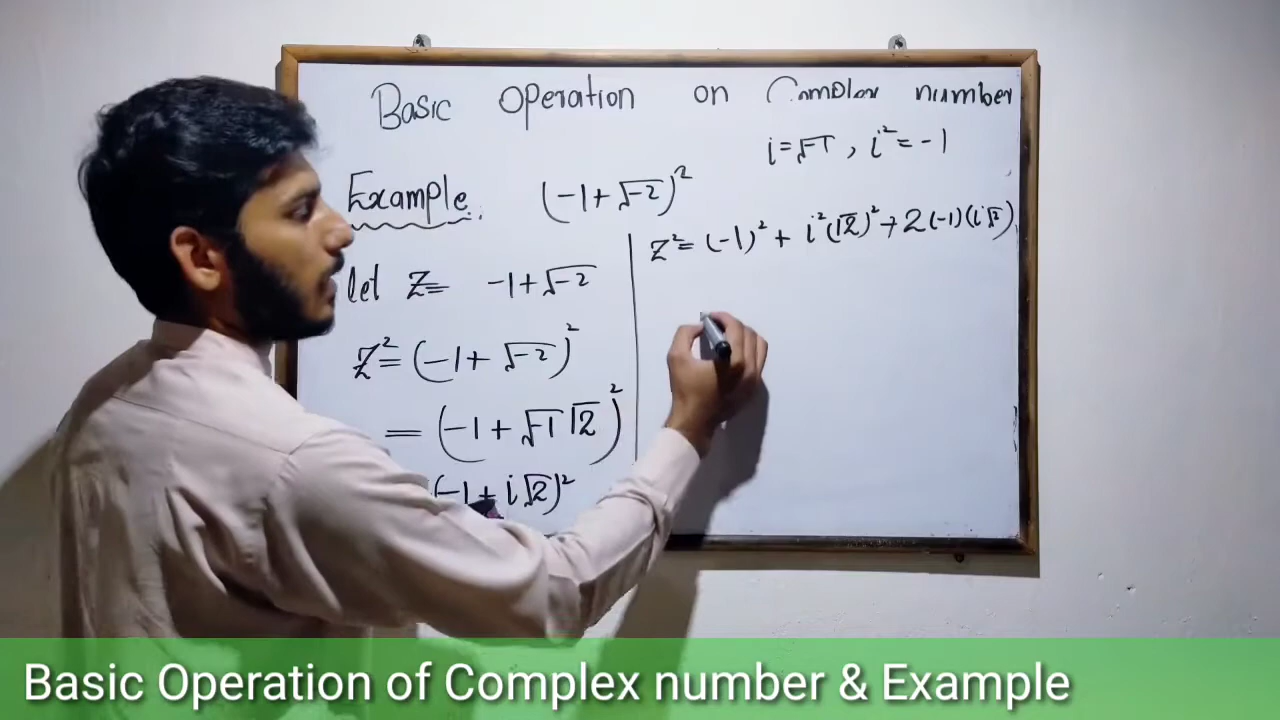 Basic Operation on Complex number
i=√-1 , i²= -1
Example: (-1+√-2)²
let Z= -1+√-2
Z²= (-1+ √-2)²
= (-1+ √-1 √2)²
(-1+ i√2)²
Z²= (-1)² + i²(√2)² + 2(-1)(i√2)
Basic Operation of Complex number & Example